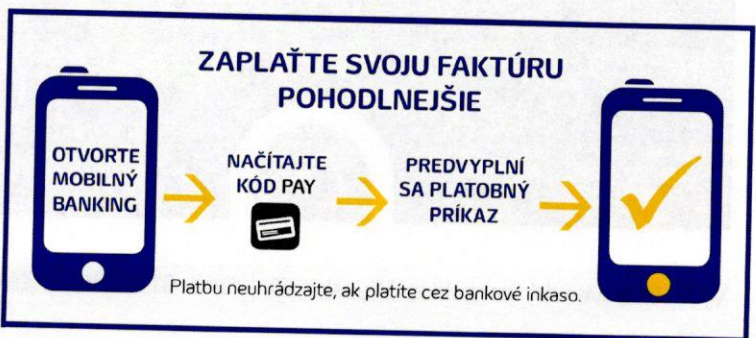 ZAPLAŤTE SVOJU FAKTÚRU
POHODLNEJŠIE
OTVORTE
MOBILNÝ
BANKING
NAČÍTAJTE
KÓD PAY
PREDVYPLNÍ
SA PLATOBNÝ
PRÍKAZ
Platbu neuhrádzajte, ak platíte cez bankové inkaso.